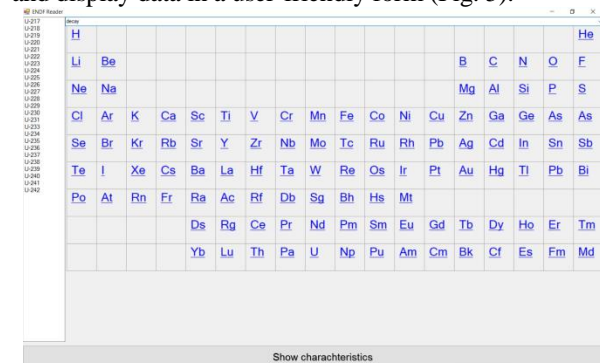 and display data in a user-friendly form (Fig.
ENDF Reader
decay
U-217
U-218
U-219
U-220
U-221
U-222
U-223
U-224
U-225
U-226
U-227
U-228
U-229
U-230
U-231
U-233
U-234
U-235
U-236
U-237
U-238
U-239
U-240
U-241
U-242
H He
Li Be B C N O F
Ne Na Mg Al Si P S
Cl Ar K Ca Sc Ti V Cr Mn Fe Co Ni Cu Zn Ga Ge As As
Se Br Kr Rb Sr Y Zr Nb Mo Tc Ru Rh Pb Ag Cd In Sn Sb
Te I Xe Cs Ba La Hf Ta W Re Os Ir Pt Au Hg Tl Pb Bi
Po At Rn Fr Ra Ac Rf Db Sg Bh Hs Mt
Ds Rg Ce Pr Nd Pm Sm Eu Gd Tb Dy Ho Er Tm
Yb Lu Th Pa U Np Pu Am Cm Bk Cf Es Fm Md
Show charachteristics